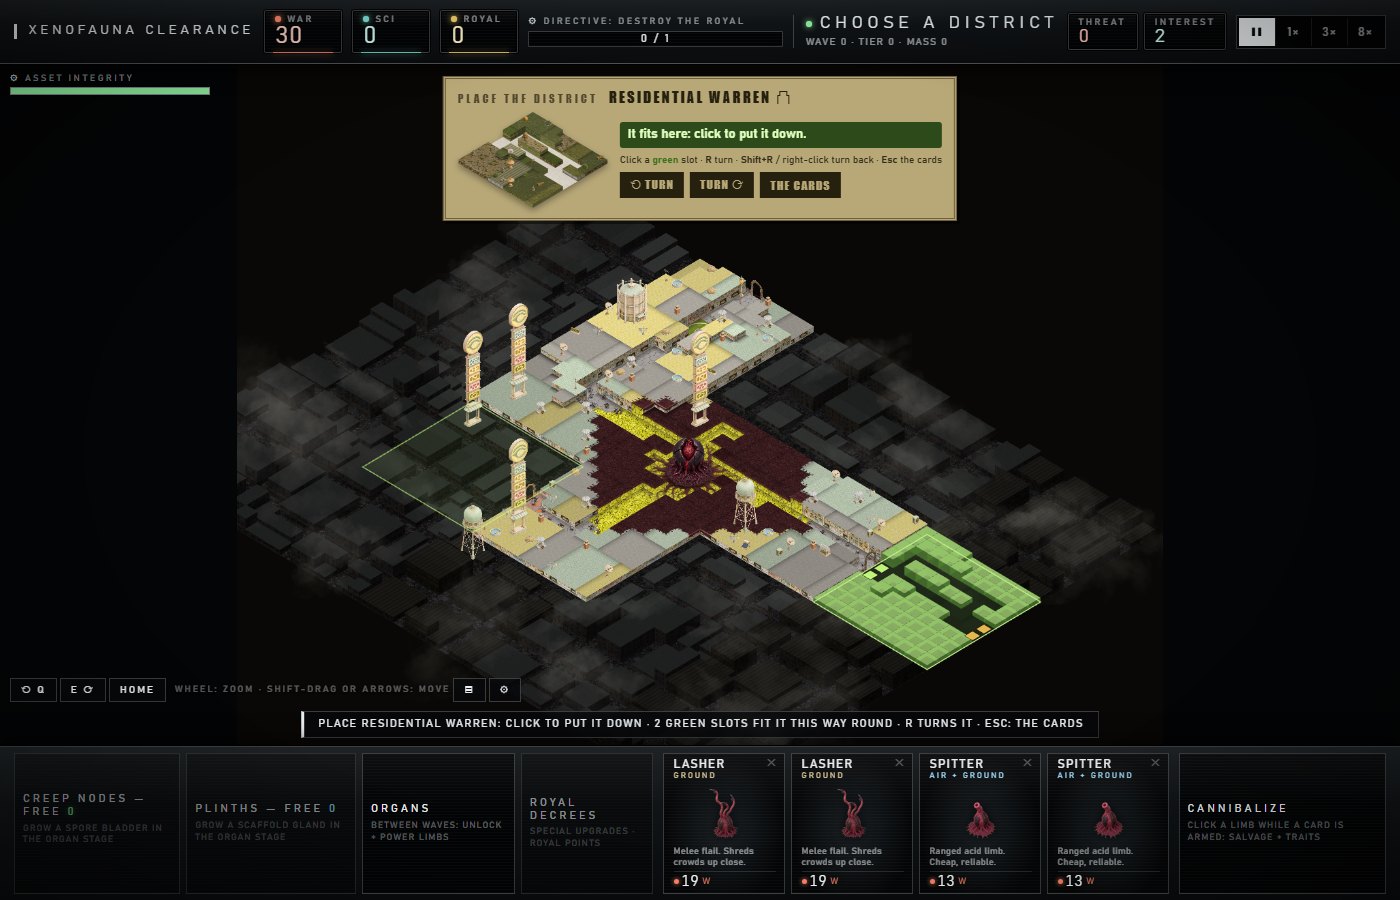 XENOFAUNA CLEARANCE
WAR
30
SCI
0
ROYAL
0
DIRECTIVE: DESTROY THE ROYAL
0 / 1
CHOOSE A DISTRICT
WAVE 0 · TIER 0 · MASS 0
THREAT
0
INTEREST
2
1×
3×
8×
ASSET INTEGRITY
PLACE THE DISTRICT RESIDENTIAL WARREN
It fits here: click to put it down.
Click a green slot · R turn · Shift+R / right-click turn back · Esc the cards
TURN
TURN
THE CARDS
Q
E
HOME
WHEEL: ZOOM · SHIFT-DRAG OR ARROWS: MOVE
PLACE RESIDENTIAL WARREN: CLICK TO PUT IT DOWN · 2 GREEN SLOTS FIT IT THIS WAY ROUND · R TURNS IT · ESC: THE CARDS
CREEP NODES —
FREE 0
GROW A SPORE BLADDER IN
THE ORGAN STAGE
PLINTHS — FREE 0
GROW A SCAFFOLD GLAND IN
THE ORGAN STAGE
ORGANS
BETWEEN WAVES: UNLOCK
+ POWER LIMBS
ROYAL
DECREES
SPECIAL UPGRADES ·
ROYAL POINTS
LASHER
GROUND
Melee flail. Shreds
crowds up close.
19 W
LASHER
GROUND
Melee flail. Shreds
crowds up close.
19 W
SPITTER
AIR + GROUND
Ranged acid limb.
Cheap, reliable.
13 W
SPITTER
AIR + GROUND
Ranged acid limb.
Cheap, reliable.
13 W
CANNIBALIZE
CLICK A LIMB WHILE A CARD IS
ARMED: SALVAGE + TRAITS